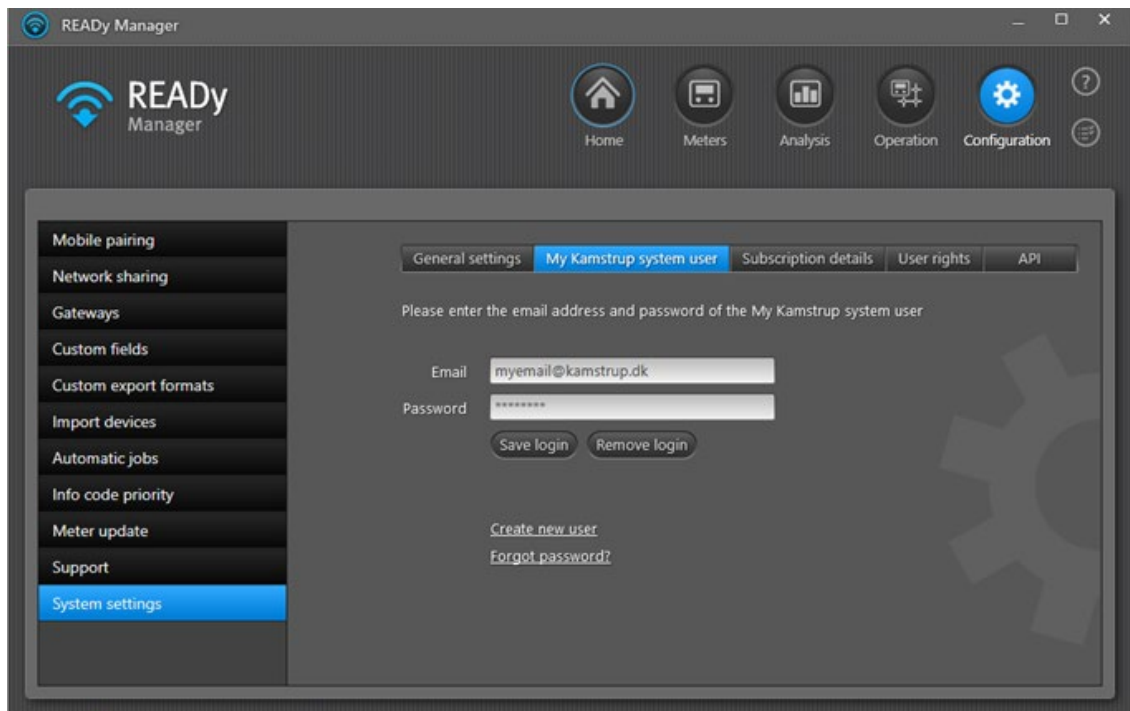 READy Manager
READy
Manager
Home
Meters
Analysis
Operation
Configuration
?
Mobile pairing
Network sharing
Gateways
Custom fields
Custom export formats
Import devices
Automatic jobs
Info code priority
Meter update
Support
System settings
General settings
My Kamstrup system user
Subscription details
User rights
API
Please enter the email address and password of the My Kamstrup system user
Email
myemail@kamstrup.dk
Password
********
Save login
Remove login
Create new user
Forgot password?